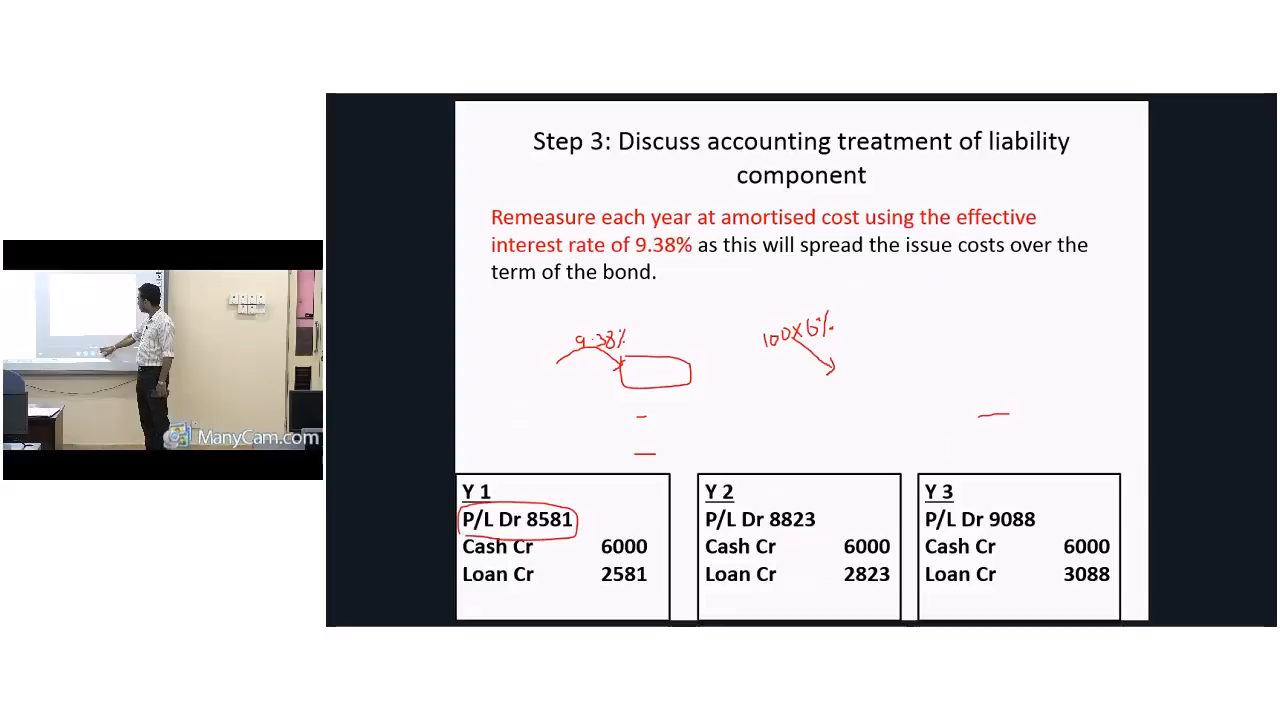 Step 3: Discuss accounting treatment of liability
component
Remeasure each year at amortised cost using the effective
interest rate of 9.38% as this will spread the issue costs over the
term of the bond.
9.38%
100x6%
Y 1
P/L Dr 8581
Cash Cr 6000
Loan Cr 2581
Y 2
P/L Dr 8823
Cash Cr 6000
Loan Cr 2823
Y 3
P/L Dr 9088
Cash Cr 6000
Loan Cr 3088
ManyCam.com